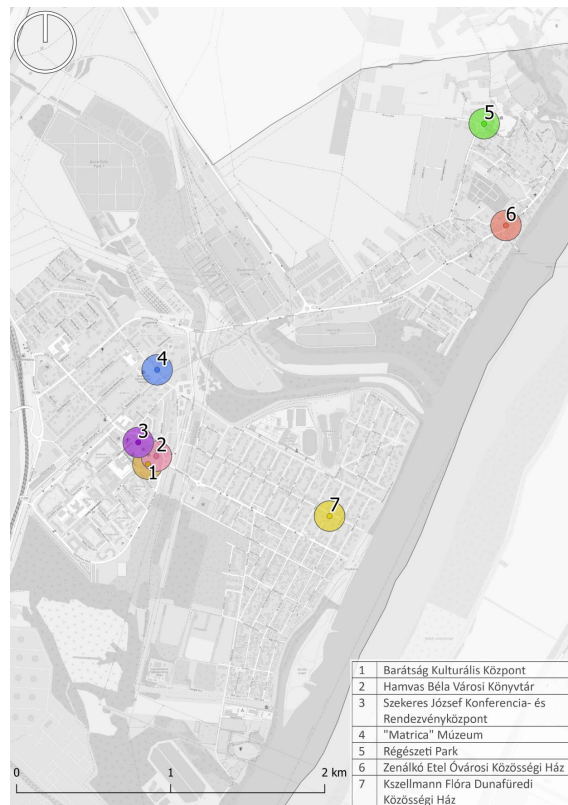 5
6
4
3
2
1
7
1 Barátság Kulturális Központ
2 Hamvas Béla Városi Könyvtár
3 Szekeres József Konferencia- és
Rendezvényközpont
4 "Matrica" Múzeum
5 Régészeti Park
6 Zenálkó Etel Óvárosi Közösségi Ház
7 Kszellmann Flóra Dunafüredi
Közösségi Ház
0 1 2 km